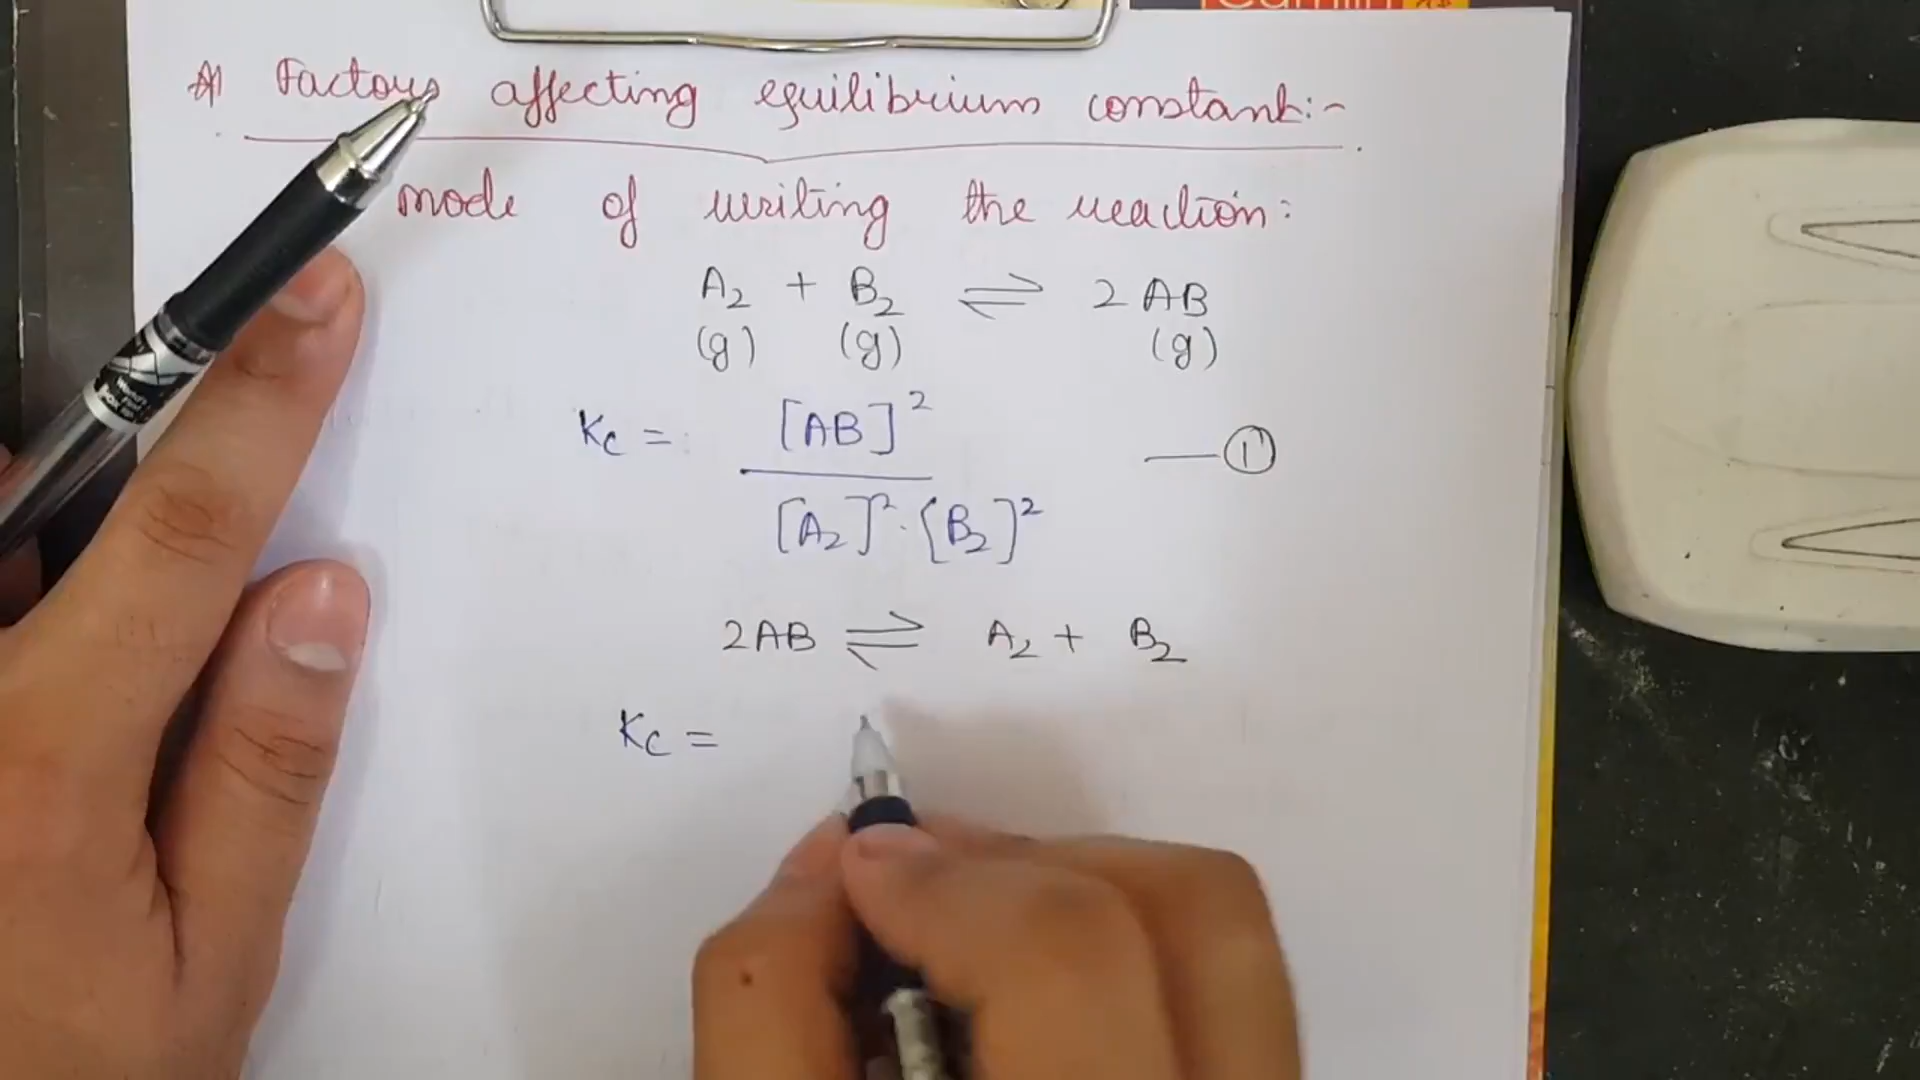 Camlin
Factors affecting equilibrium constant:-
mode of writing the reaction:
A₂ + B₂ ⇌ 2AB
(g) (g) (g)
Kc = [AB]² / [A₂]² · [B₂]² —①
2AB ⇌ A₂ + B₂
Kc =